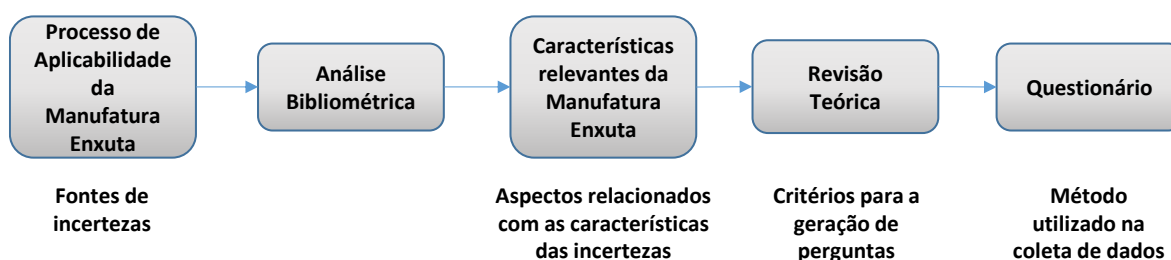 Processo de
Aplicabilidade
da
Manufatura
Enxuta
Análise
Bibliométrica
Características
relevantes da
Manufatura
Enxuta
Revisão
Teórica
Questionário
Fontes de
incertezas
Aspectos relacionados
com as características
das incertezas
Critérios para a
geração de
perguntas
Método
utilizado na
coleta de dados